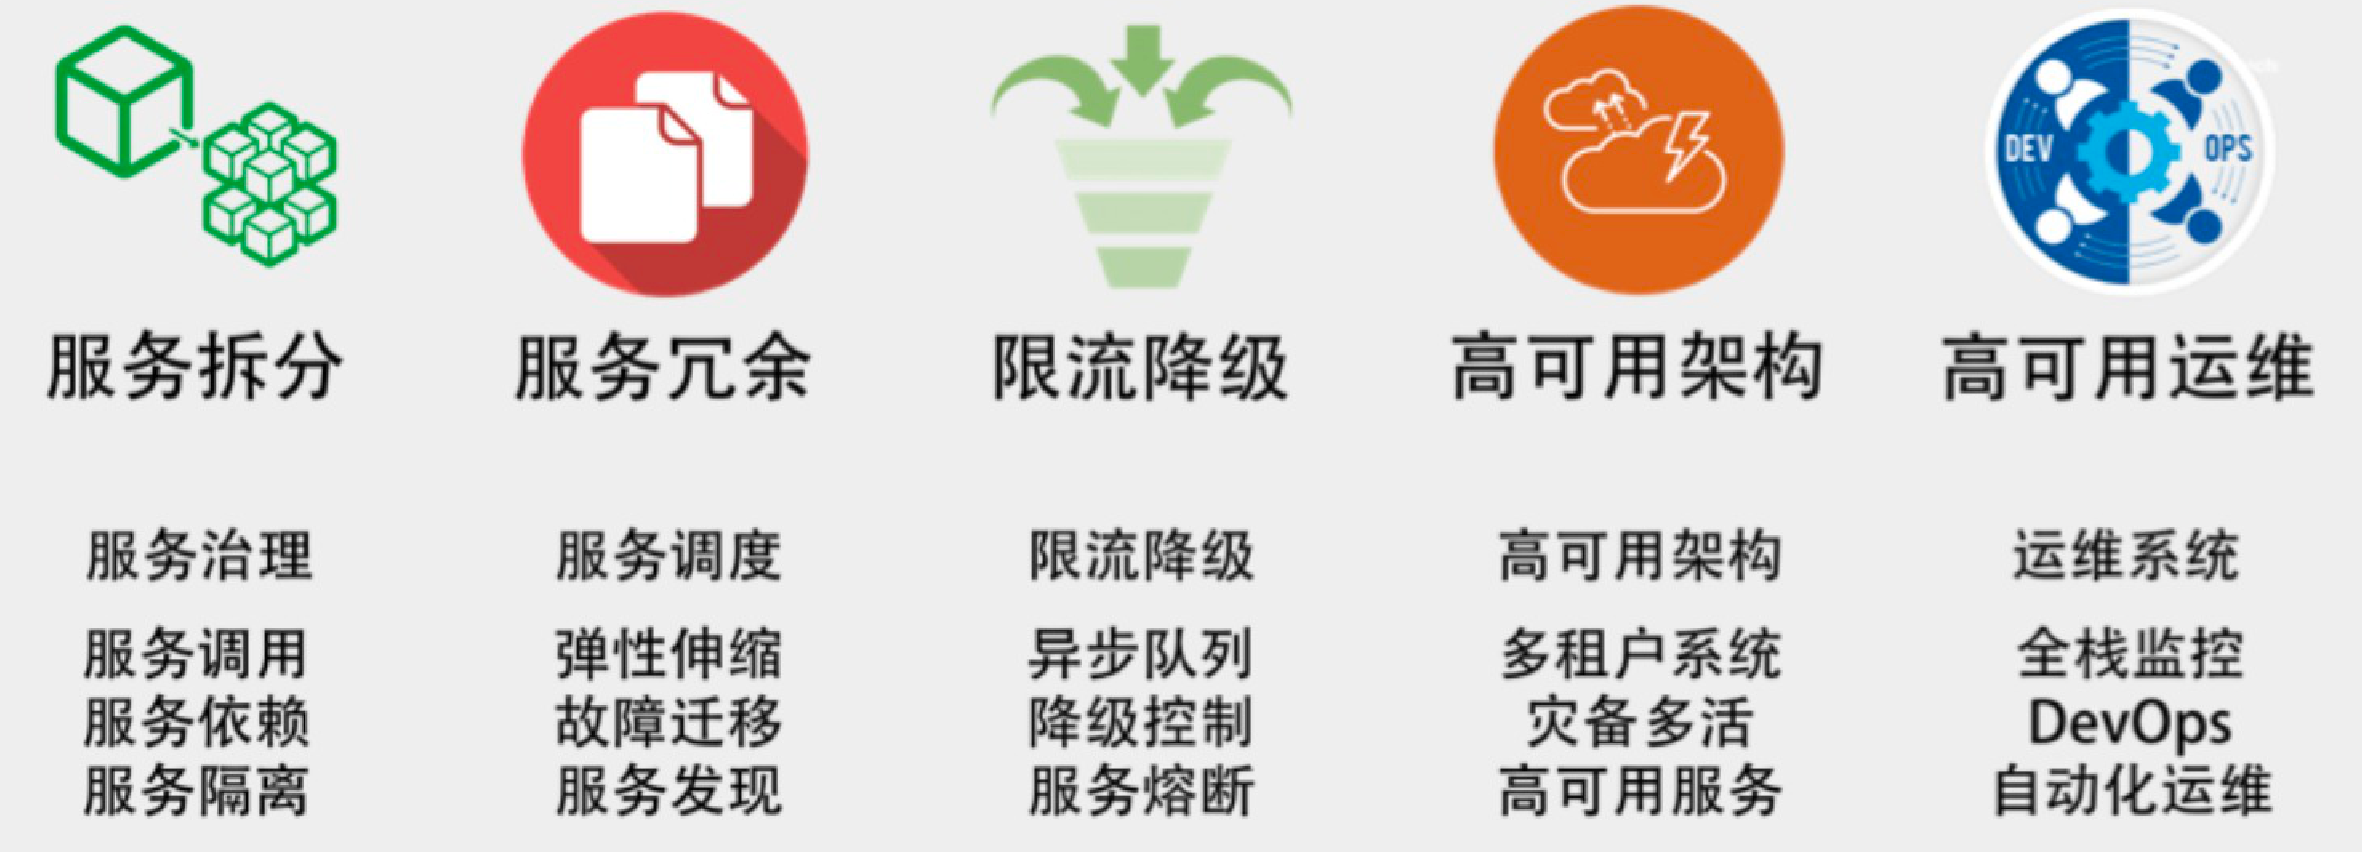 DEV OPS
服务拆分 服务冗余 限流降级 高可用架构 高可用运维
服务治理 服务调度 限流降级 高可用架构 运维系统
服务调用 弹性伸缩 异步队列 多租户系统 全栈监控
服务依赖 故障迁移 降级控制 灾备多活 DevOps
服务隔离 服务发现 服务熔断 高可用服务 自动化运维